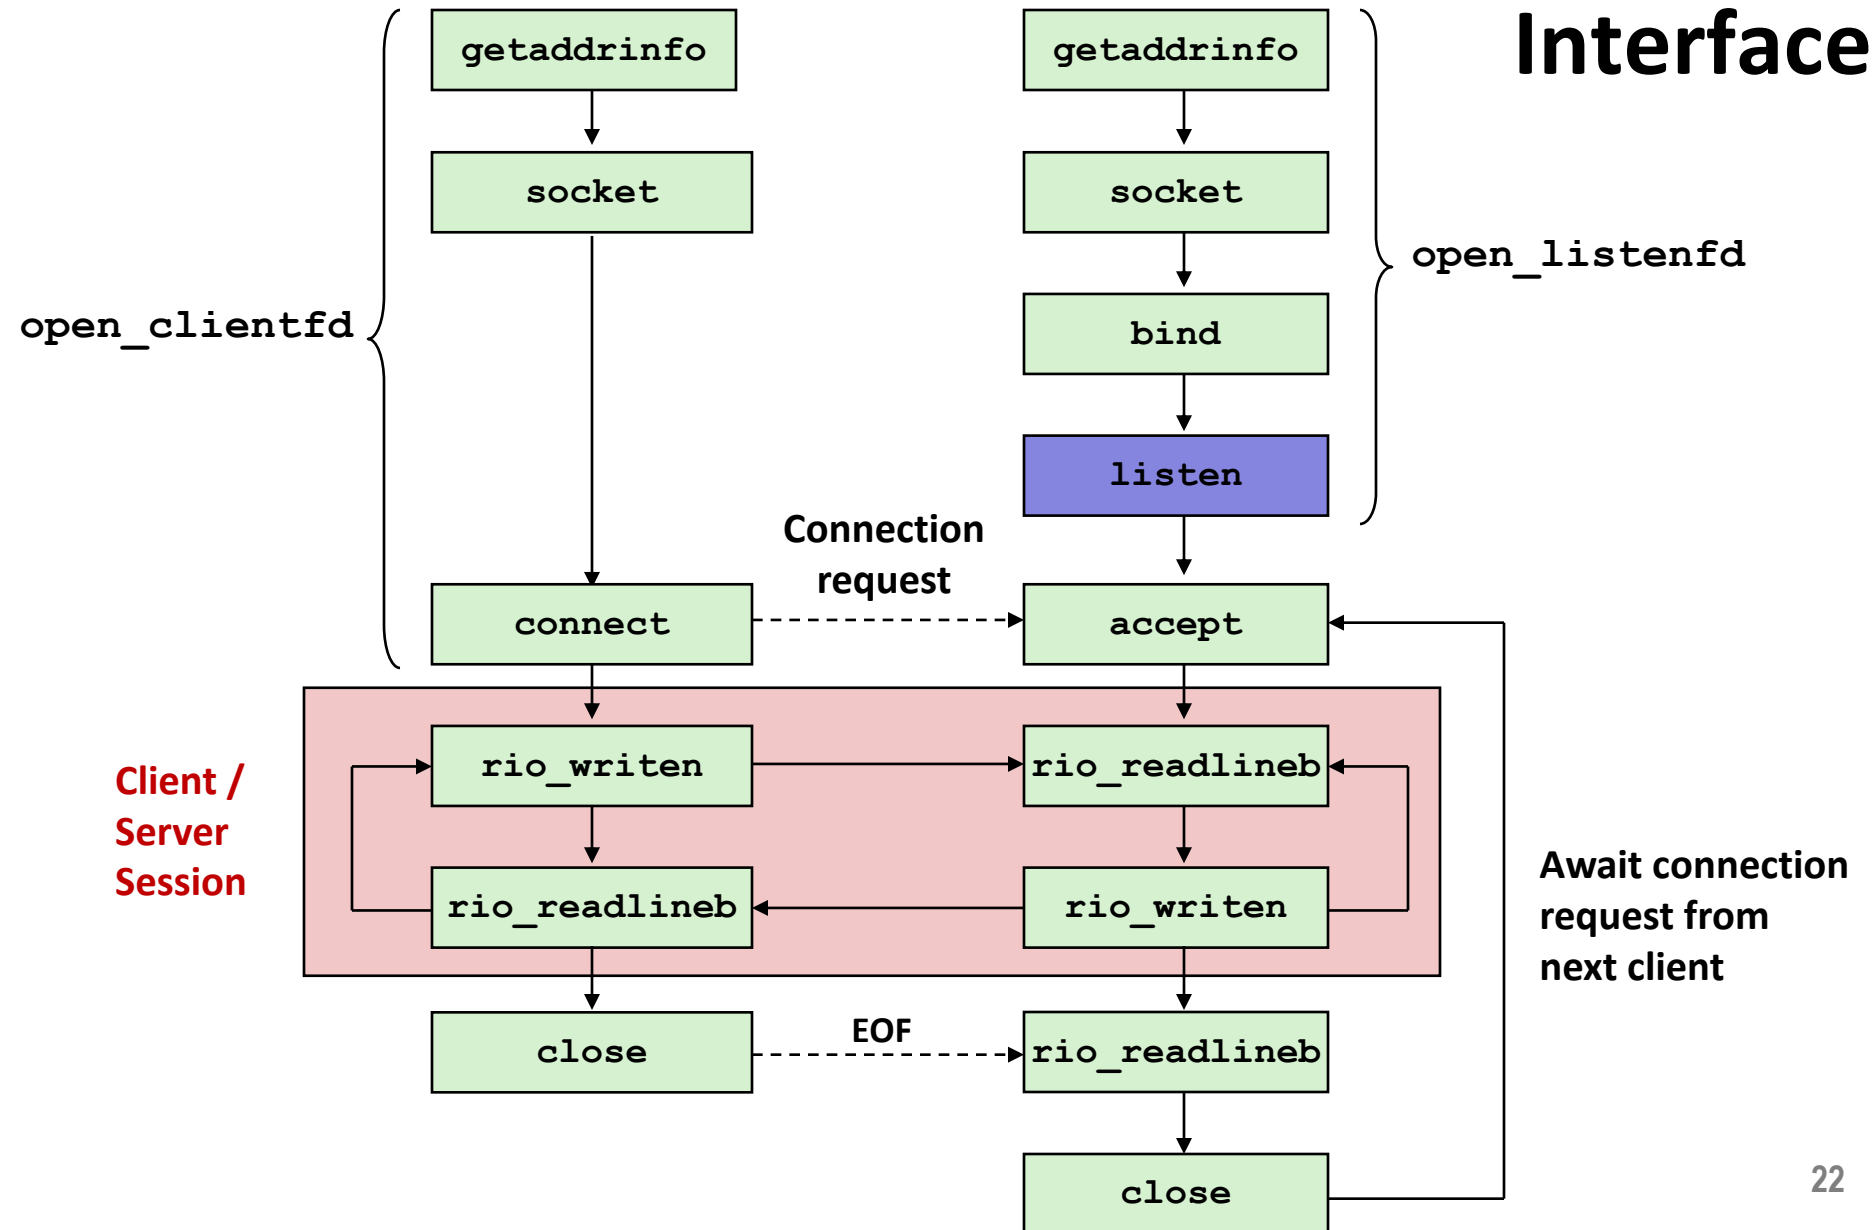 Interface
getaddrinfo
getaddrinfo
socket
socket
open_listenfd
open_clientfd
bind
listen
Connection
request
connect
accept
Client /
Server
Session
rio_writen
rio_readlineb
rio_readlineb
rio_writen
Await connection
request from
next client
close
EOF
rio_readlineb
close
22